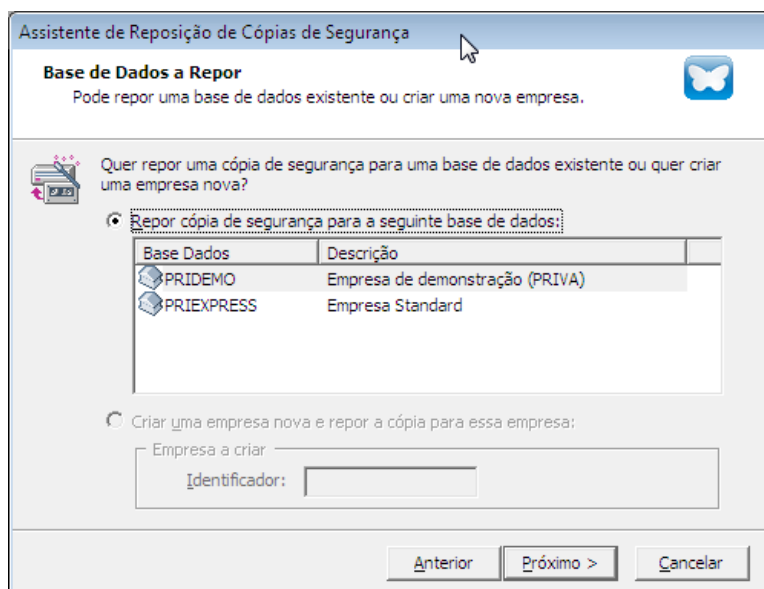 Assistente de Reposição de Cópias de Segurança
Base de Dados a Repor
Pode repor uma base de dados existente ou criar uma nova empresa.
Quer repor uma cópia de segurança para uma base de dados existente ou quer criar
uma empresa nova?
Repor cópia de segurança para a seguinte base de dados:
Base Dados Descrição
PRIDEMO Empresa de demonstração (PRIVA)
PRIEXPRESS Empresa Standard
Criar uma empresa nova e repor a cópia para essa empresa:
Empresa a criar
Identificador:
Anterior Próximo > Cancelar